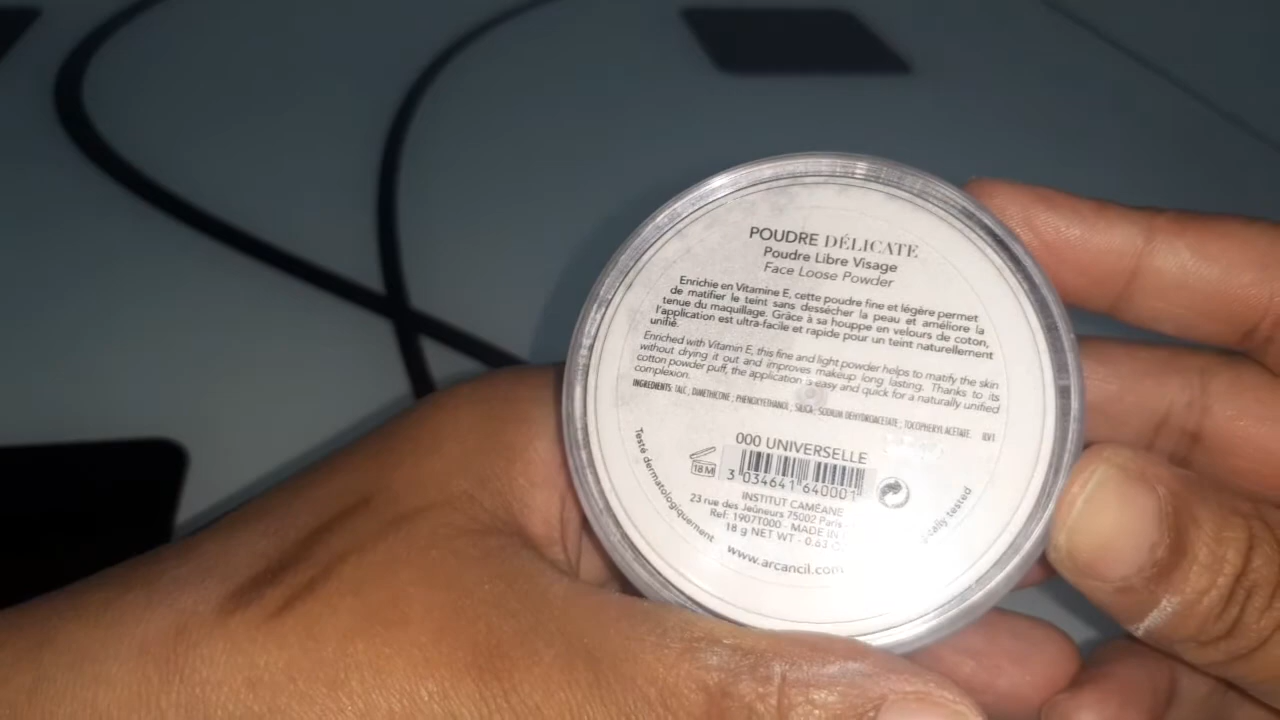 POUDRE DÉLICATE
Poudre Libre Visage
Face Loose Powder
Enrichie en Vitamine E, cette poudre fine et légère permet
de matifier le teint sans dessécher la peau et améliore la
tenue du maquillage. Grâce à sa houppe en velours de coton,
l'application est ultra-facile et rapide pour un teint naturellement
unifié.
Enriched with Vitamin E, this fine and light powder helps to matify the skin
without drying it out and improves makeup long lasting. Thanks to its
cotton powder puff, the application is easy and quick for a naturally unified
complexion.
INGREDIENTS: TALC, DIMETHICONE, PHENOXYETHANOL, SILICA, SODIUM DEHYDROACETATE, TOCOPHERYL ACETATE.
000 UNIVERSELLE
18 M
3 034641 640001
INSTITUT CAMÉANE
23 rue des Jeûneurs 75002 Paris -
Ref: 1907T000 - MADE IN
18 g NET WT - 0.63
www.arcancil.com
Testé dermatologiquement
tested